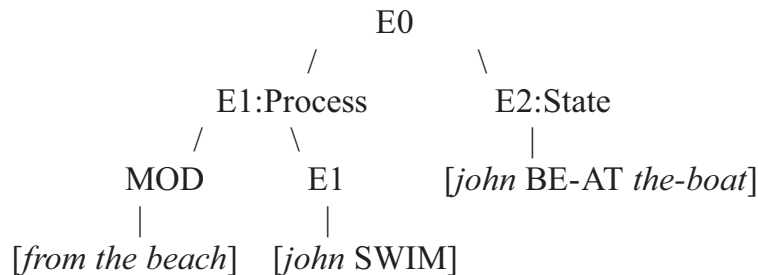 E0
E1:Process E2:State
MOD E1 [john BE-AT the-boat]
[from the beach] [john SWIM]